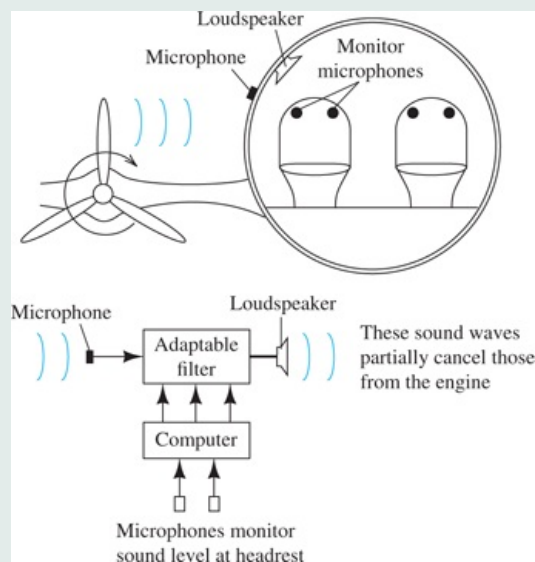 Loudspeaker
Microphone
Monitor
microphones
Microphone
Loudspeaker
Adaptable
filter
These sound waves
partially cancel those
from the engine
Computer
Microphones monitor
sound level at headrest